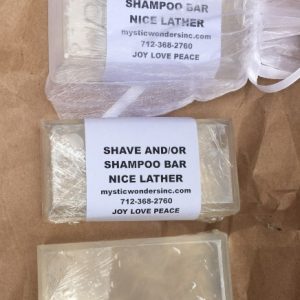 SHAMPOO BAR
NICE LATHER
mysticwondersinc.com
712-368-2760
JOY LOVE PEACE
SHAVE AND/OR
SHAMPOO BAR
NICE LATHER
mysticwondersinc.com
712-368-2760
JOY LOVE PEACE